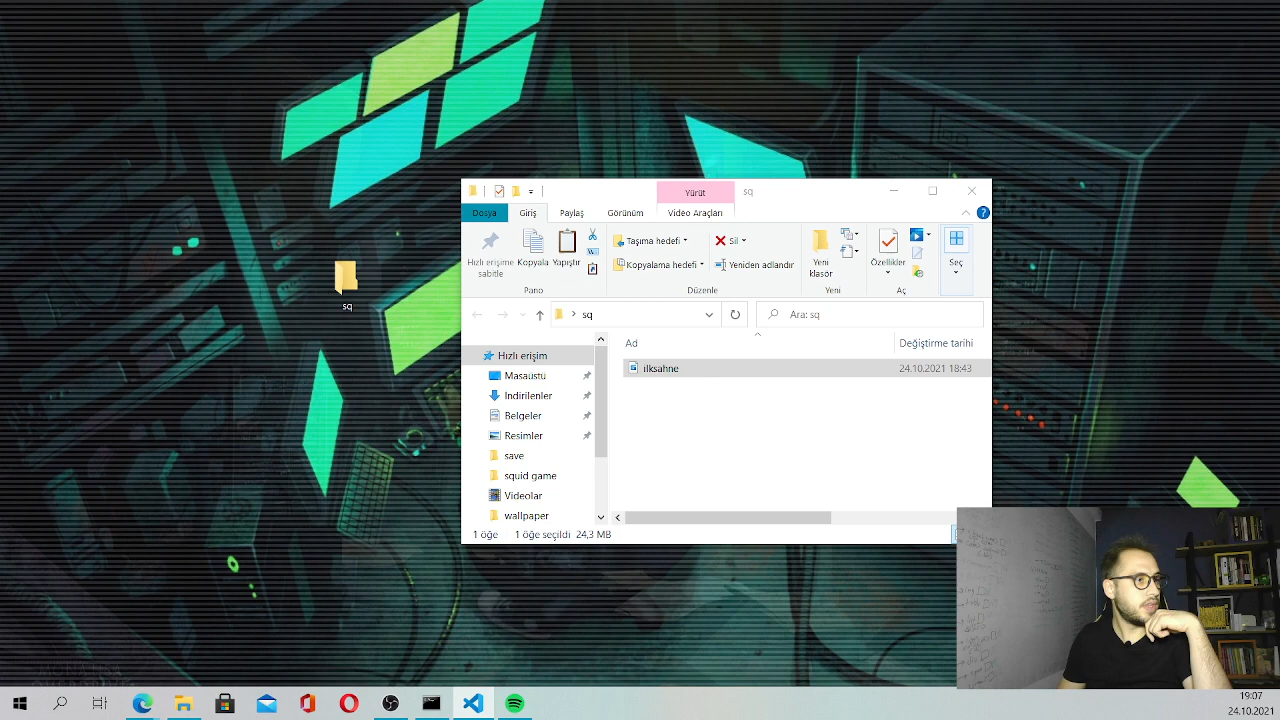 sq
Yürüt
sq
Dosya
Giriş
Paylaş
Görünüm
Video Araçları
Hızlı erişime
sabitle
Kopyala
Yapıştır
Pano
Taşıma hedefi
Kopyalama hedefi
Sil
Yeniden adlandır
Düzenle
Yeni
klasör
Yeni
Özellikler
Aç
Seç
sq
Ara: sq
Ad
Değiştirme tarihi
ilksahne
24.10.2021 18:43
Hızlı erişim
Masaüstü
İndirilenler
Belgeler
Resimler
save
squid game
Videolar
wallpaper
1 öğe
1 öğe seçildi 24,3 MB
19:07
24.10.2021